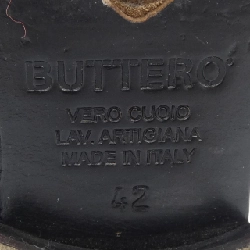 BUTTERO
VERO CUOIO
LAV. ARTIGIANA
MADE IN ITALY
42